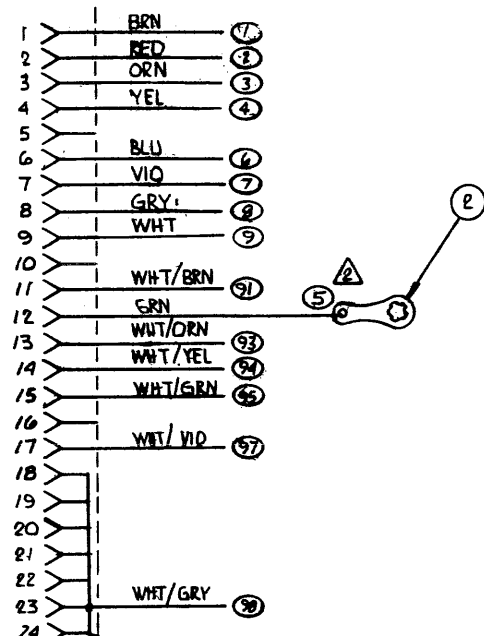 1 BRN 1
2 RED 2
3 ORN 3
4 YEL 4
5
6 BLU 6
7 VIO 7
8 GRY 8
9 WHT 9
10
11 WHT/BRN 91
12 GRN 5 2 2
13 WHT/ORN 93
14 WHT/YEL 94
15 WHT/GRN 95
16
17 WHT/VIO 97
18
19
20
21
22
23 WHT/GRY 98
24